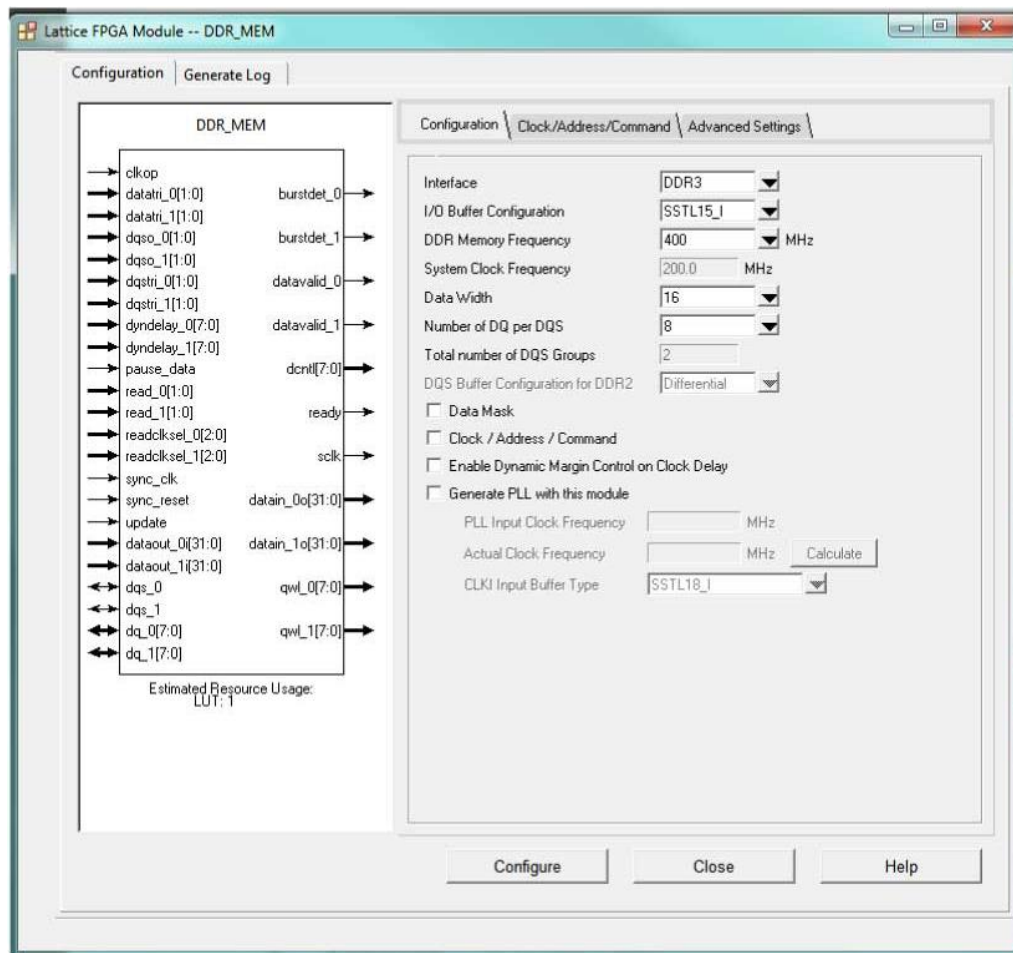 Lattice FPGA Module -- DDR_MEM
Configuration Generate Log
DDR_MEM
clkop
datatri_0[1:0] burstdet_0
datatri_1[1:0]
dqso_0[1:0] burstdet_1
dqso_1[1:0]
dqstri_0[1:0] datavalid_0
dqstri_1[1:0]
dyndelay_0[7:0] datavalid_1
dyndelay_1[7:0]
pause_data dcntl[7:0]
read_0[1:0]
read_1[1:0] ready
readclksel_0[2:0]
readclksel_1[2:0] sclk
sync_clk
sync_reset datain_0o[31:0]
update
dataout_0i[31:0] datain_1o[31:0]
dataout_1i[31:0]
dqs_0 qwl_0[7:0]
dqs_1
dq_0[7:0] qwl_1[7:0]
dq_1[7:0]
Estimated Resource Usage:
LUT: 1
Configuration Clock/Address/Command Advanced Settings
Interface DDR3
I/O Buffer Configuration SSTL15_I
DDR Memory Frequency 400 MHz
System Clock Frequency 200.0 MHz
Data Width 16
Number of DQ per DQS 8
Total number of DQS Groups 2
DQS Buffer Configuration for DDR2 Differential
Data Mask
Clock / Address / Command
Enable Dynamic Margin Control on Clock Delay
Generate PLL with this module
PLL Input Clock Frequency MHz
Actual Clock Frequency MHz Calculate
CLKI Input Buffer Type SSTL18_I
Configure Close Help